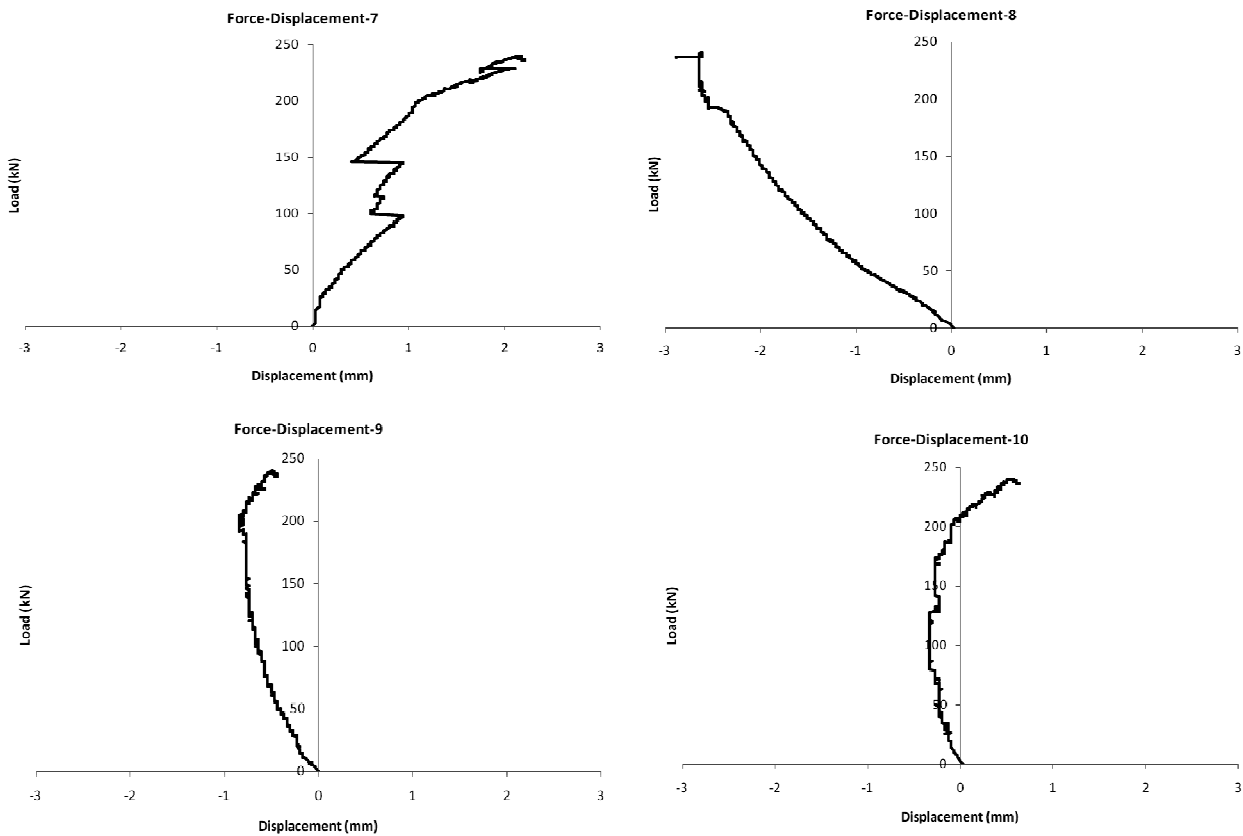 Force-Displacement-7
250
200
150
100
50
0
-3 -2 -1 0 1 2 3
Load (kN)
Displacement (mm)
Force-Displacement-8
250
200
150
100
50
0
-3 -2 -1 0 1 2 3
Load (kN)
Displacement (mm)
Force-Displacement-9
250
200
150
100
50
0
-3 -2 -1 0 1 2 3
Load (kN)
Displacement (mm)
Force-Displacement-10
250
200
150
100
50
0
-3 -2 -1 0 1 2 3
Load (kN)
Displacement (mm)